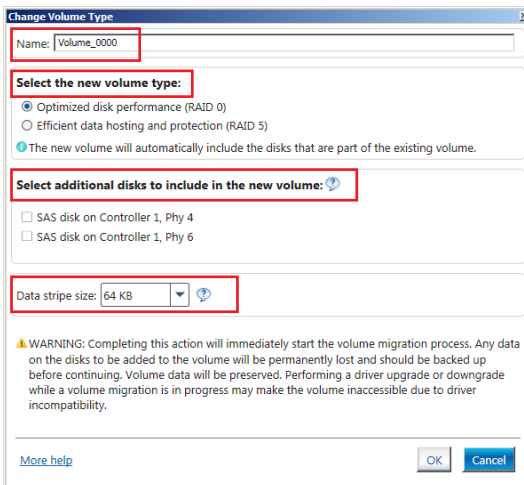 Change Volume Type
Name: Volume_0000
Select the new volume type:
Optimized disk performance (RAID 0)
Efficient data hosting and protection (RAID 5)
The new volume will automatically include the disks that are part of the existing volume.
Select additional disks to include in the new volume:
SAS disk on Controller 1, Phy 4
SAS disk on Controller 1, Phy 6
Data stripe size: 64 KB
WARNING: Completing this action will immediately start the volume migration process. Any data
on the disks to be added to the volume will be permanently lost and should be backed up
before continuing. Volume data will be preserved. Performing a driver upgrade or downgrade
while a volume migration is in progress may make the volume inaccessible due to driver
incompatibility.
More help
OK
Cancel